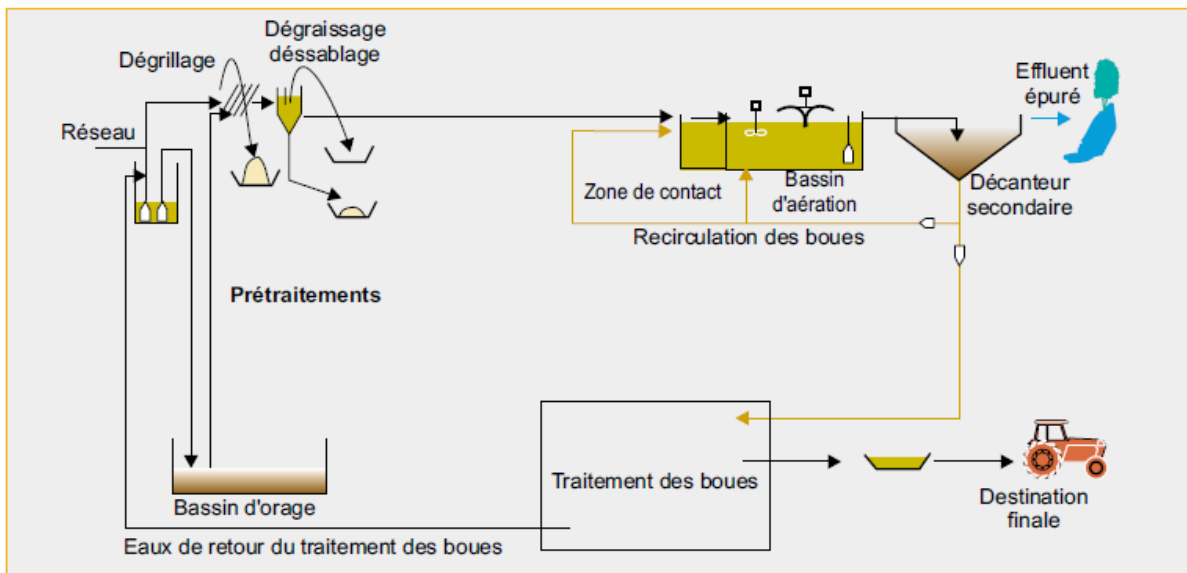 Dégraissage
déssablage
Dégrillage
Effluent
épuré
Réseau
Zone de contact
Bassin
d'aération
Décanteur
secondaire
Recirculation des boues
Prétraitements
Traitement des boues
Bassin d'orage
Destination
finale
Eaux de retour du traitement des boues